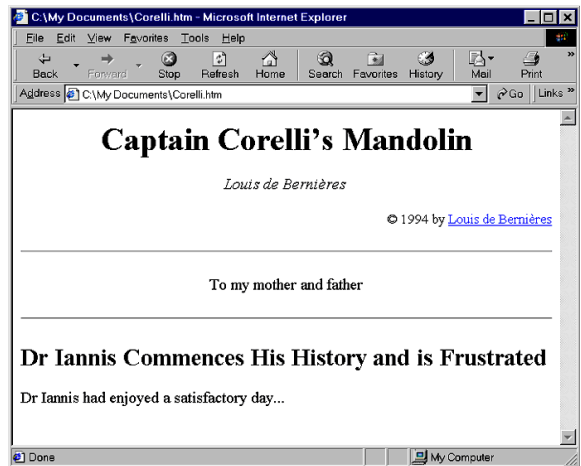 C:\My Documents\Corelli.htm - Microsoft Internet Explorer
File Edit View Favorites Tools Help
Back Forward Stop Refresh Home Search Favorites History Mail Print »
Address C:\My Documents\Corelli.htm Go Links »
Captain Corelli’s Mandolin
Louis de Bernières
© 1994 by Louis de Bernières
To my mother and father
Dr Iannis Commences His History and is Frustrated
Dr Iannis had enjoyed a satisfactory day...
Done My Computer